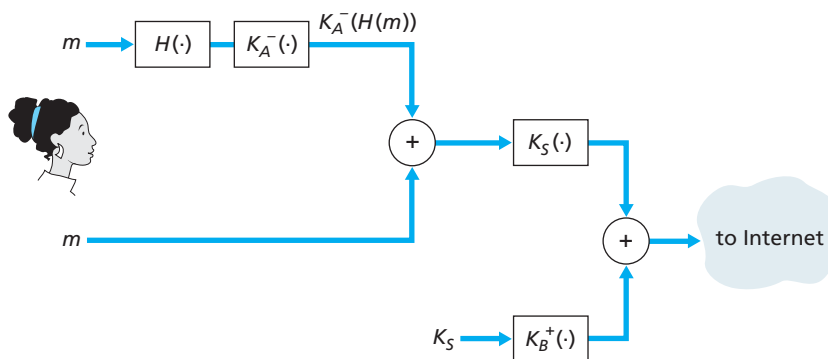 K_A^-(H(m))
m H(·) K_A^-(·)
+ K_S(·)
m + to Internet
K_S K_B^+(·)